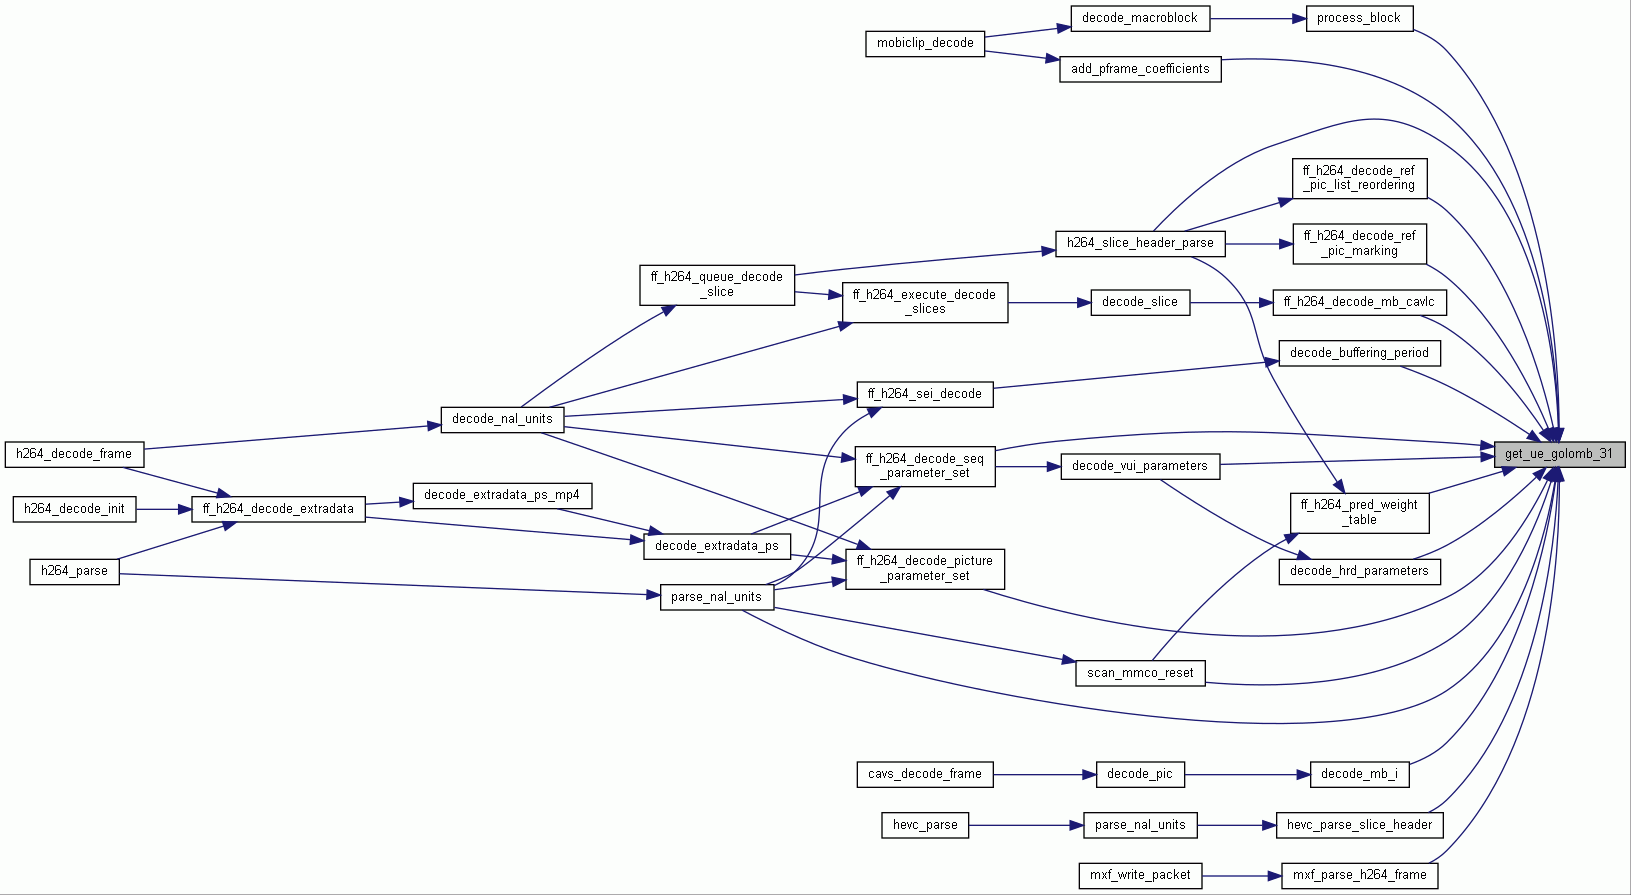 decode_macroblock
process_block
mobiclip_decode
add_pframe_coefficients
ff_h264_decode_ref
_pic_list_reordering
h264_slice_header_parse
ff_h264_decode_ref
_pic_marking
ff_h264_queue_decode
_slice
ff_h264_execute_decode
_slices
decode_slice
ff_h264_decode_mb_cavlc
decode_buffering_period
ff_h264_sei_decode
decode_nal_units
h264_decode_frame
get_ue_golomb_31
ff_h264_decode_seq
_parameter_set
decode_vui_parameters
decode_extradata_ps_mp4
h264_decode_init
ff_h264_decode_extradata
ff_h264_pred_weight
_table
decode_extradata_ps
h264_parse
ff_h264_decode_picture
_parameter_set
decode_hrd_parameters
parse_nal_units
scan_mmco_reset
cavs_decode_frame
decode_pic
decode_mb_i
hevc_parse
parse_nal_units
hevc_parse_slice_header
mxf_write_packet
mxf_parse_h264_frame